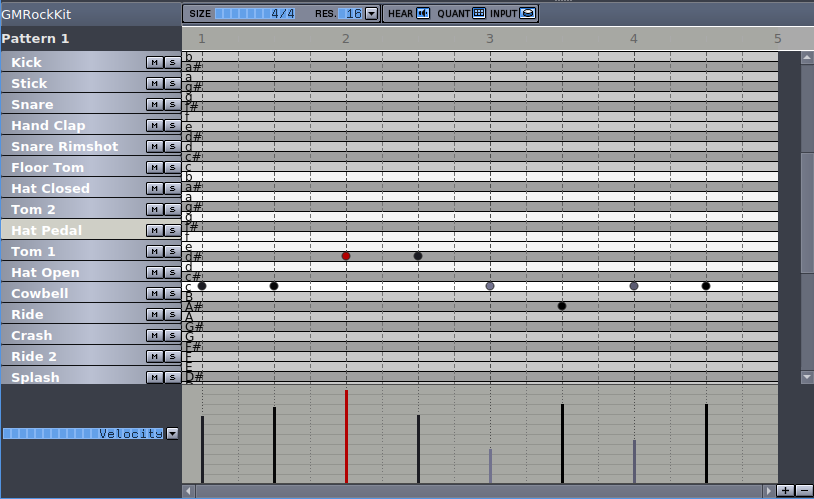 GMRockKit SIZE 4/4 RES. 16 HEAR QUANT INPUT
Pattern 1 1 2 3 4 5
Kick M S
Stick M S
Snare M S
Hand Clap M S
Snare Rimshot M S
Floor Tom M S
Hat Closed M S
Tom 2 M S
Hat Pedal M S
Tom 1 M S
Hat Open M S
Cowbell M S
Ride M S
Crash M S
Ride 2 M S
Splash M S
b
a#
a
g#
g
f#
f
e
d#
d
c#
c
b
a#
a
g#
g
f#
f
e
d#
d
c#
c
B
A#
A
G#
G
F#
F
E
D#
Velocity
+ −